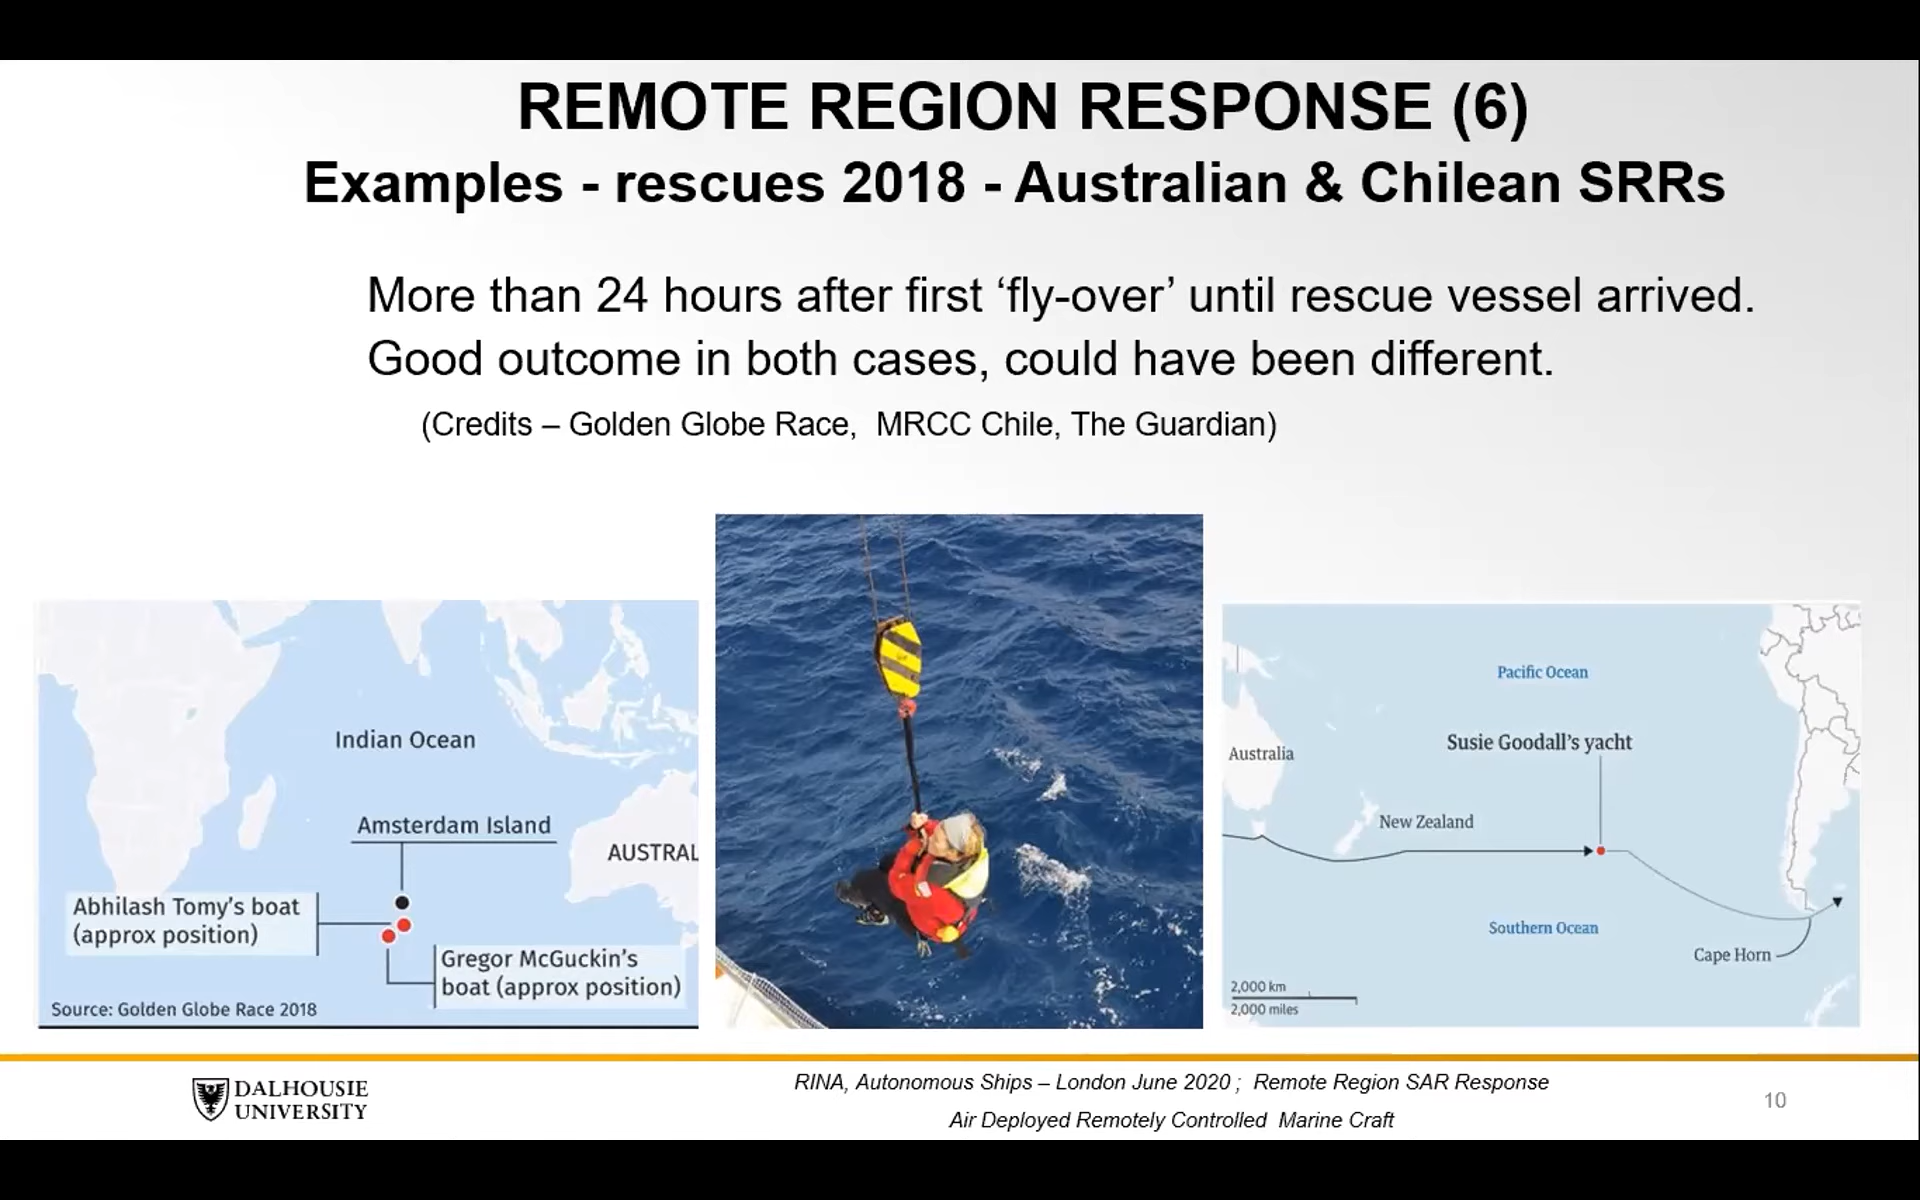 REMOTE REGION RESPONSE (6)
Examples - rescues 2018 - Australian & Chilean SRRs
More than 24 hours after first ‘fly-over’ until rescue vessel arrived.
Good outcome in both cases, could have been different.
(Credits – Golden Globe Race, MRCC Chile, The Guardian)
Indian Ocean
Amsterdam Island
AUSTRAL
Abhilash Tomy's boat
(approx position)
Gregor McGuckin's
boat (approx position)
Source: Golden Globe Race 2018
Pacific Ocean
Susie Goodall's yacht
Australia
New Zealand
Southern Ocean
Cape Horn
2,000 km
2,000 miles
DALHOUSIE
UNIVERSITY
RINA, Autonomous Ships – London June 2020 ; Remote Region SAR Response
Air Deployed Remotely Controlled Marine Craft
10